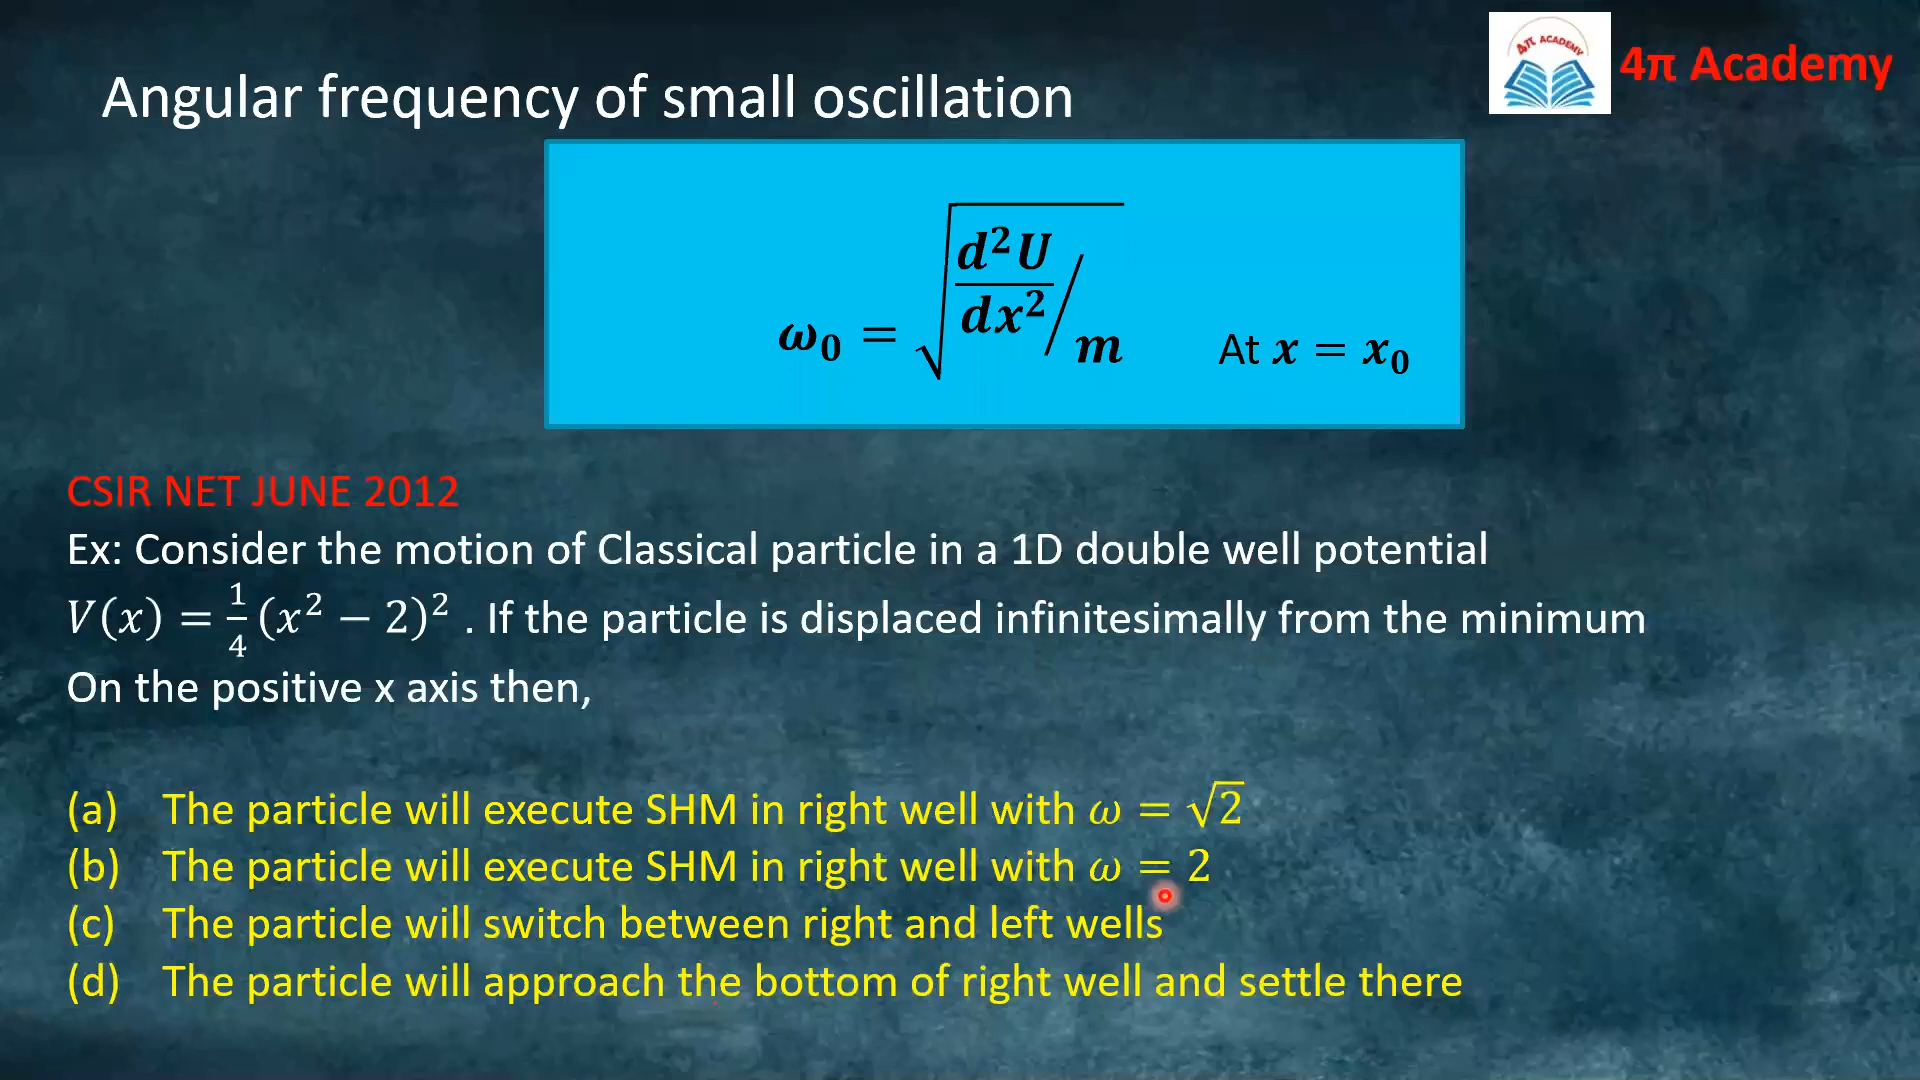 4π ACADEMY
4π Academy
Angular frequency of small oscillation
𝝎₀ = √(d²U/dx² / m) At 𝒙 = 𝒙₀
CSIR NET JUNE 2012
Ex: Consider the motion of Classical particle in a 1D double well potential
V(x) = 1/4 (x² − 2)² . If the particle is displaced infinitesimally from the minimum
On the positive x axis then,
(a) The particle will execute SHM in right well with ω = √2
(b) The particle will execute SHM in right well with ω = 2
(c) The particle will switch between right and left wells
(d) The particle will approach the bottom of right well and settle there